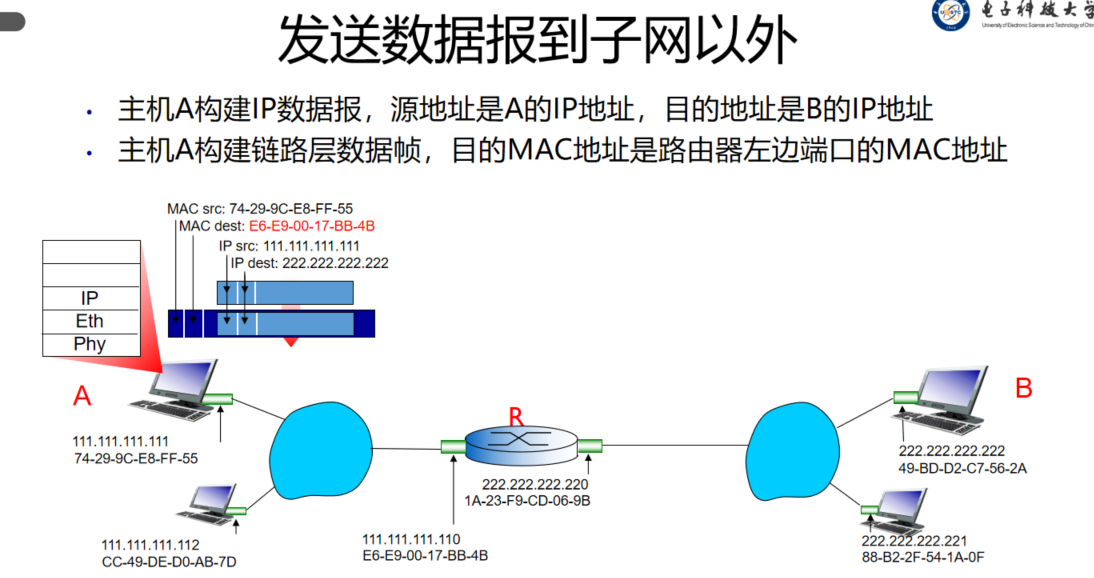 电子科技大学
University of Electronic Science and Technology of China
发送数据报到子网以外
• 主机A构建IP数据报，源地址是A的IP地址，目的地址是B的IP地址
• 主机A构建链路层数据帧，目的MAC地址是路由器左边端口的MAC地址
MAC src: 74-29-9C-E8-FF-55
MAC dest: E6-E9-00-17-BB-4B
IP src: 111.111.111.111
IP dest: 222.222.222.222
IP
Eth
Phy
A
R
B
111.111.111.111
74-29-9C-E8-FF-55
222.222.222.220
1A-23-F9-CD-06-9B
222.222.222.222
49-BD-D2-C7-56-2A
111.111.111.112
CC-49-DE-D0-AB-7D
111.111.111.110
E6-E9-00-17-BB-4B
222.222.222.221
88-B2-2F-54-1A-0F